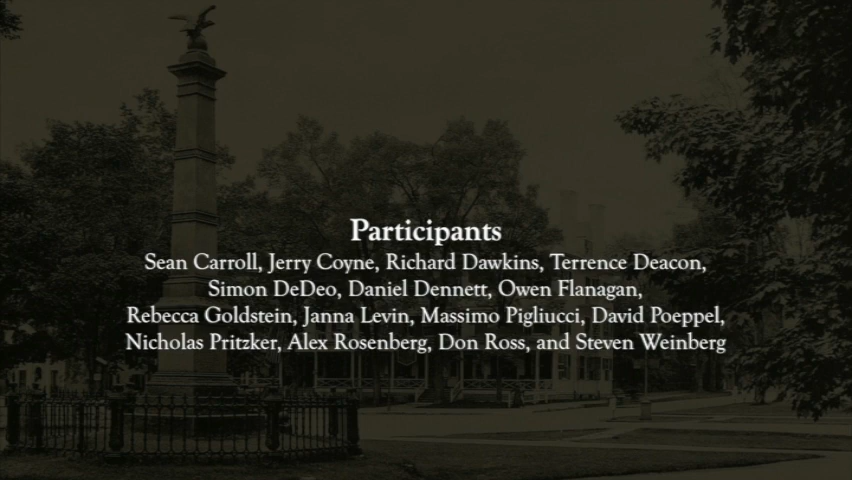 Participants
Sean Carroll, Jerry Coyne, Richard Dawkins, Terrence Deacon,
Simon DeDeo, Daniel Dennett, Owen Flanagan,
Rebecca Goldstein, Janna Levin, Massimo Pigliucci, David Poeppel,
Nicholas Pritzker, Alex Rosenberg, Don Ross, and Steven Weinberg